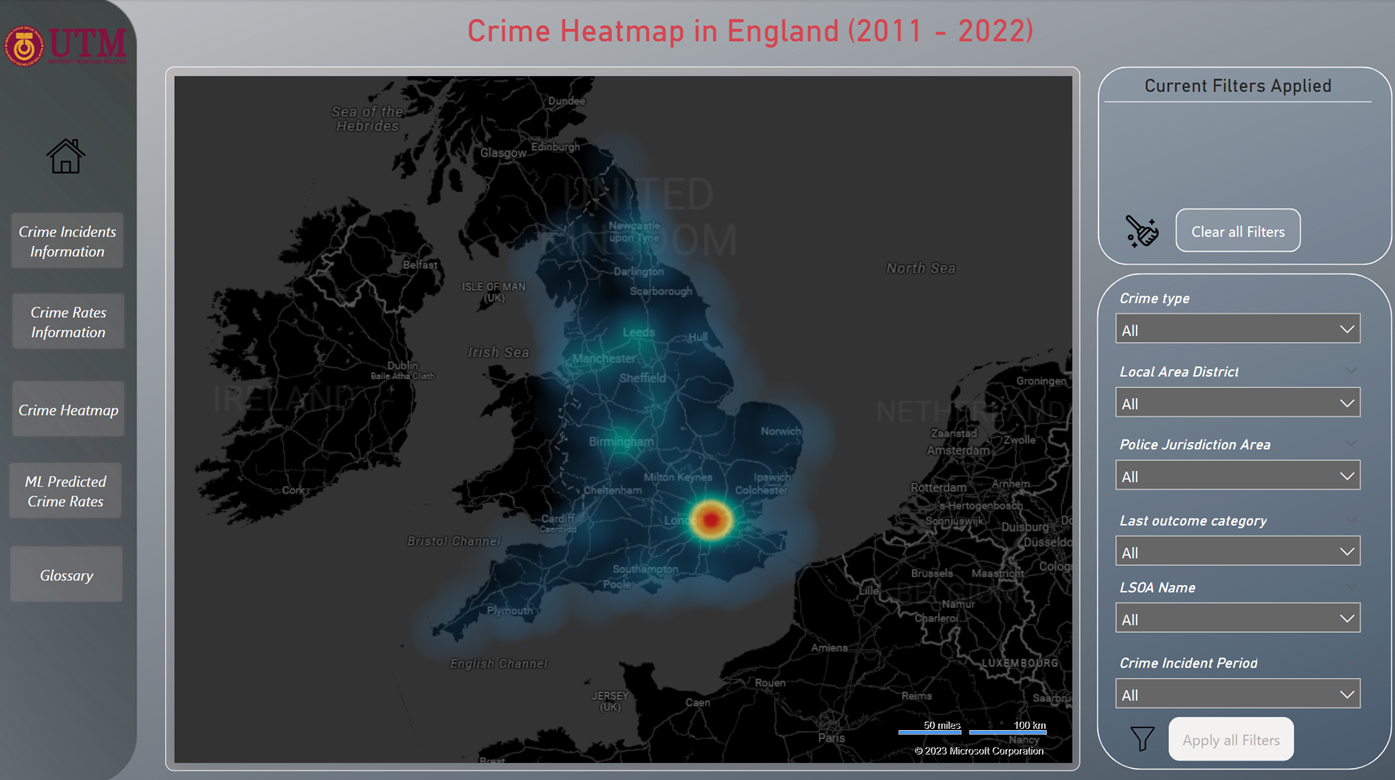 Crime Heatmap in England (2011 - 2022)
UTM
Crime Incidents
Information
Crime Rates
Information
Crime Heatmap
ML Predicted
Crime Rates
Glossary
Dundee
Sea of the
Hebrides
Glasgow
Edinburgh
UNITED
KINGDOM
Newcastle
upon Tyne
Belfast
North Sea
Darlington
ISLE OF MAN
(UK)
Scarborough
Leeds
Hull
Irish Sea
Manchester
Dublin
Baile Átha Cliath
Sheffield
Groningen
IRELAND
NETHERLANDS
Norwich
Zaanstad
Zwolle
Birmingham
Amsterdam
Milton Keynes
Ipswich
Cork
Cheltenham
Colchester
Rotterdam
Arnhem
's-Hertogenbosch
Cardiff
Caerdydd
London
Duisburg
Bristol Channel
Düsseldo
Southampton
Colog
Poole
Brussels
Maastricht
Lille
BELGIUM
Plymouth
Namur
Charleroi
English Channel
Amiens
LUXEMBOURG
JERSEY
(UK)
Rouen
Caen
Reims
Saarbrü
Paris
Nancy
Brest
50 miles
100 km
© 2023 Microsoft Corporation
Current Filters Applied
Clear all Filters
Crime type
All
Local Area District
All
Police Jurisdiction Area
All
Last outcome category
All
LSOA Name
All
Crime Incident Period
All
Apply all Filters